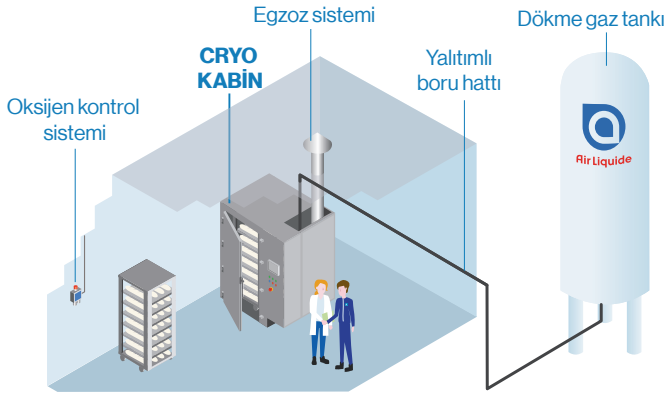 Egzoz sistemi
Dökme gaz tankı
CRYO
KABİN
Yalıtımlı
boru hattı
Oksijen kontrol
sistemi
Air Liquide